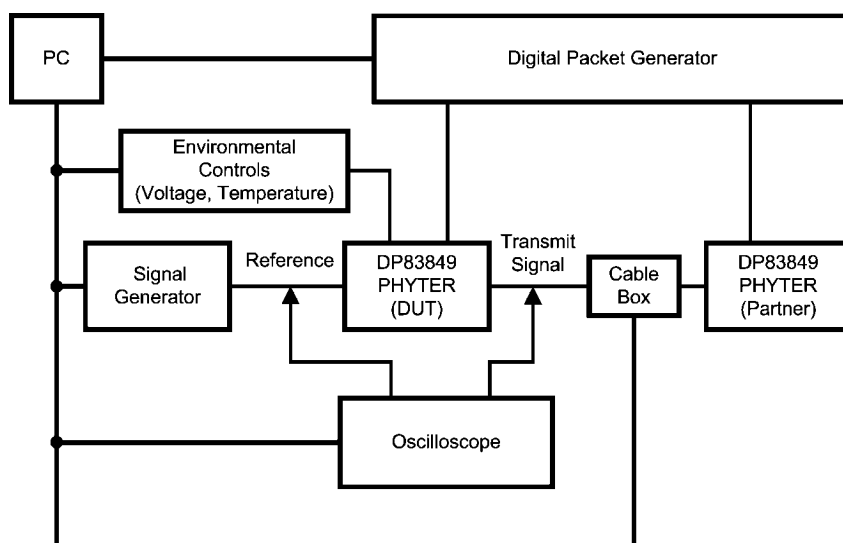 PC
Digital Packet Generator
Environmental
Controls
(Voltage, Temperature)
Signal
Generator
Reference
DP83849
PHYTER
(DUT)
Transmit
Signal
Cable
Box
DP83849
PHYTER
(Partner)
Oscilloscope